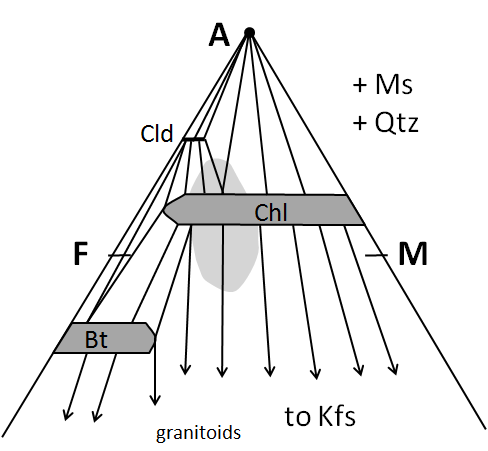 A
+ Ms
+ Qtz
Cld
Chl
F
M
Bt
to Kfs
granitoids